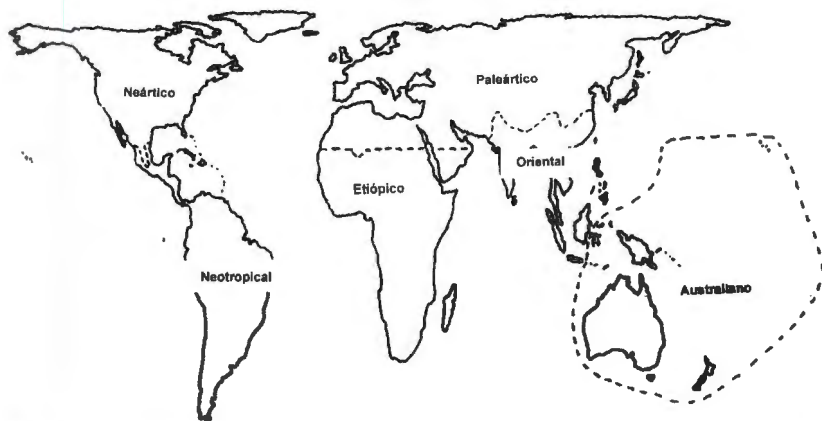 Neártico
Paleártico
Oriental
Etiópico
Neotropical
Australiano